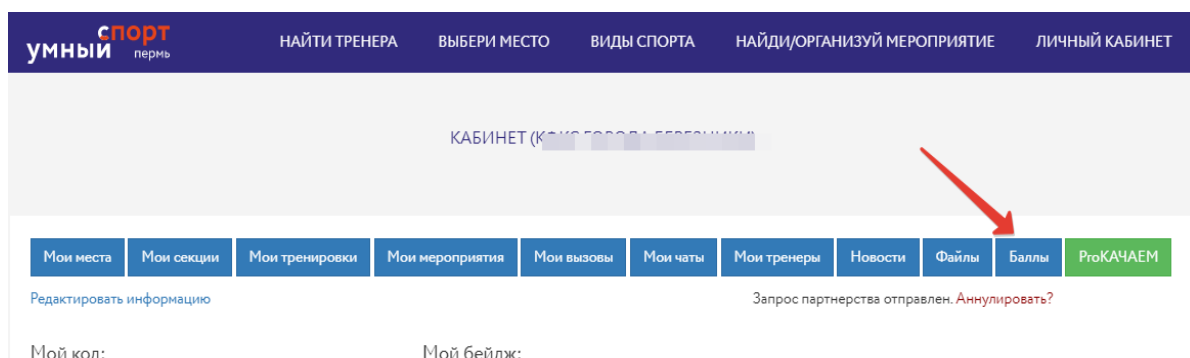 умный спорт пермь
НАЙТИ ТРЕНЕРА ВЫБЕРИ МЕСТО ВИДЫ СПОРТА НАЙДИ/ОРГАНИЗУЙ МЕРОПРИЯТИЕ ЛИЧНЫЙ КАБИНЕТ
КАБИНЕТ
Мои места Мои секции Мои тренировки Мои мероприятия Мои вызовы Мои чаты Мои тренеры Новости Файлы Баллы ProКАЧАЕМ
Редактировать информацию Запрос партнерства отправлен. Аннулировать?
Мой код: Мой бейдж: